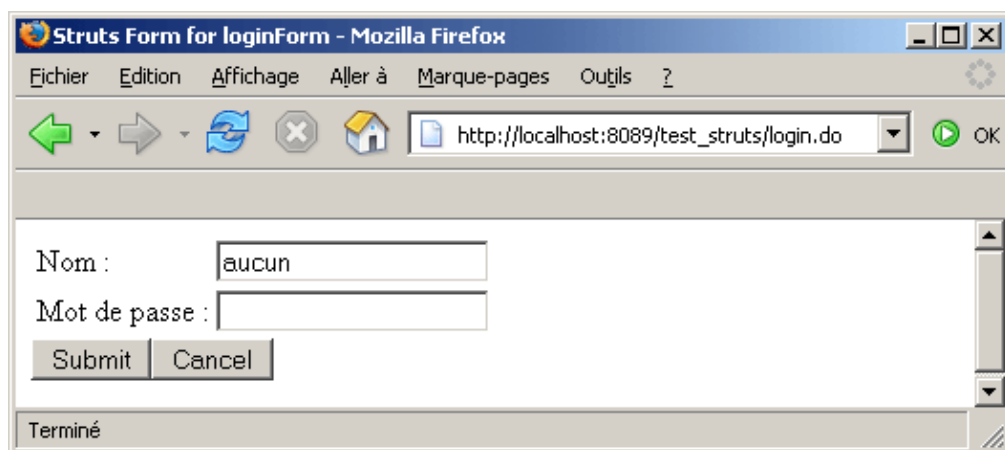 Struts Form for loginForm - Mozilla Firefox
Fichier Edition Affichage Aller à Marque-pages Outils ?
http://localhost:8089/test_struts/login.do OK
Nom : aucun
Mot de passe :
Submit Cancel
Terminé